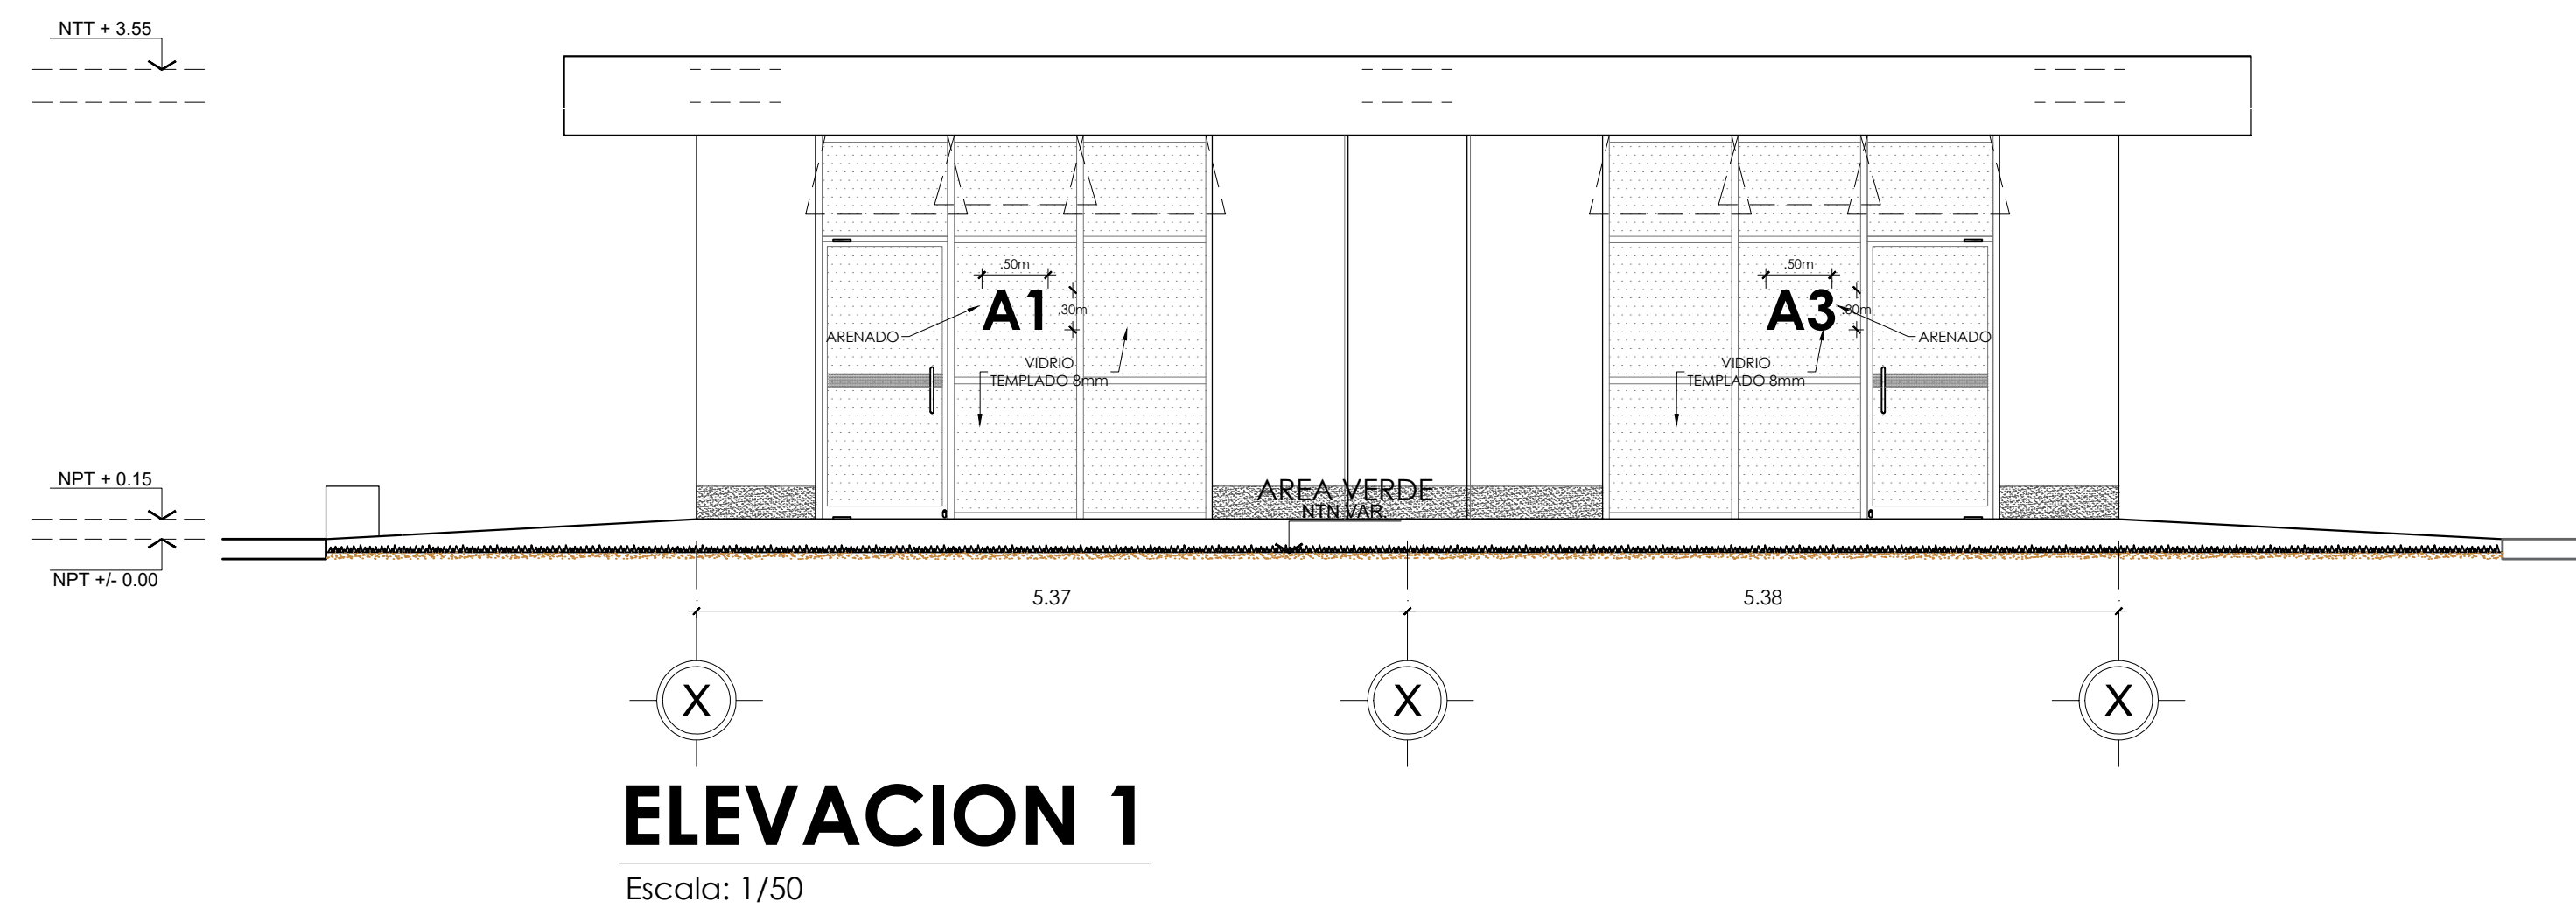 NTT + 3.55
.50m
A1
.30m
ARENADO
VIDRIO
TEMPLADO 8mm
.50m
A3
.30m
ARENADO
VIDRIO
TEMPLADO 8mm
NPT + 0.15
AREA VERDE
NTN VAR.
NPT +/- 0.00
5.37
5.38
X
X
X
ELEVACION 1
Escala: 1/50